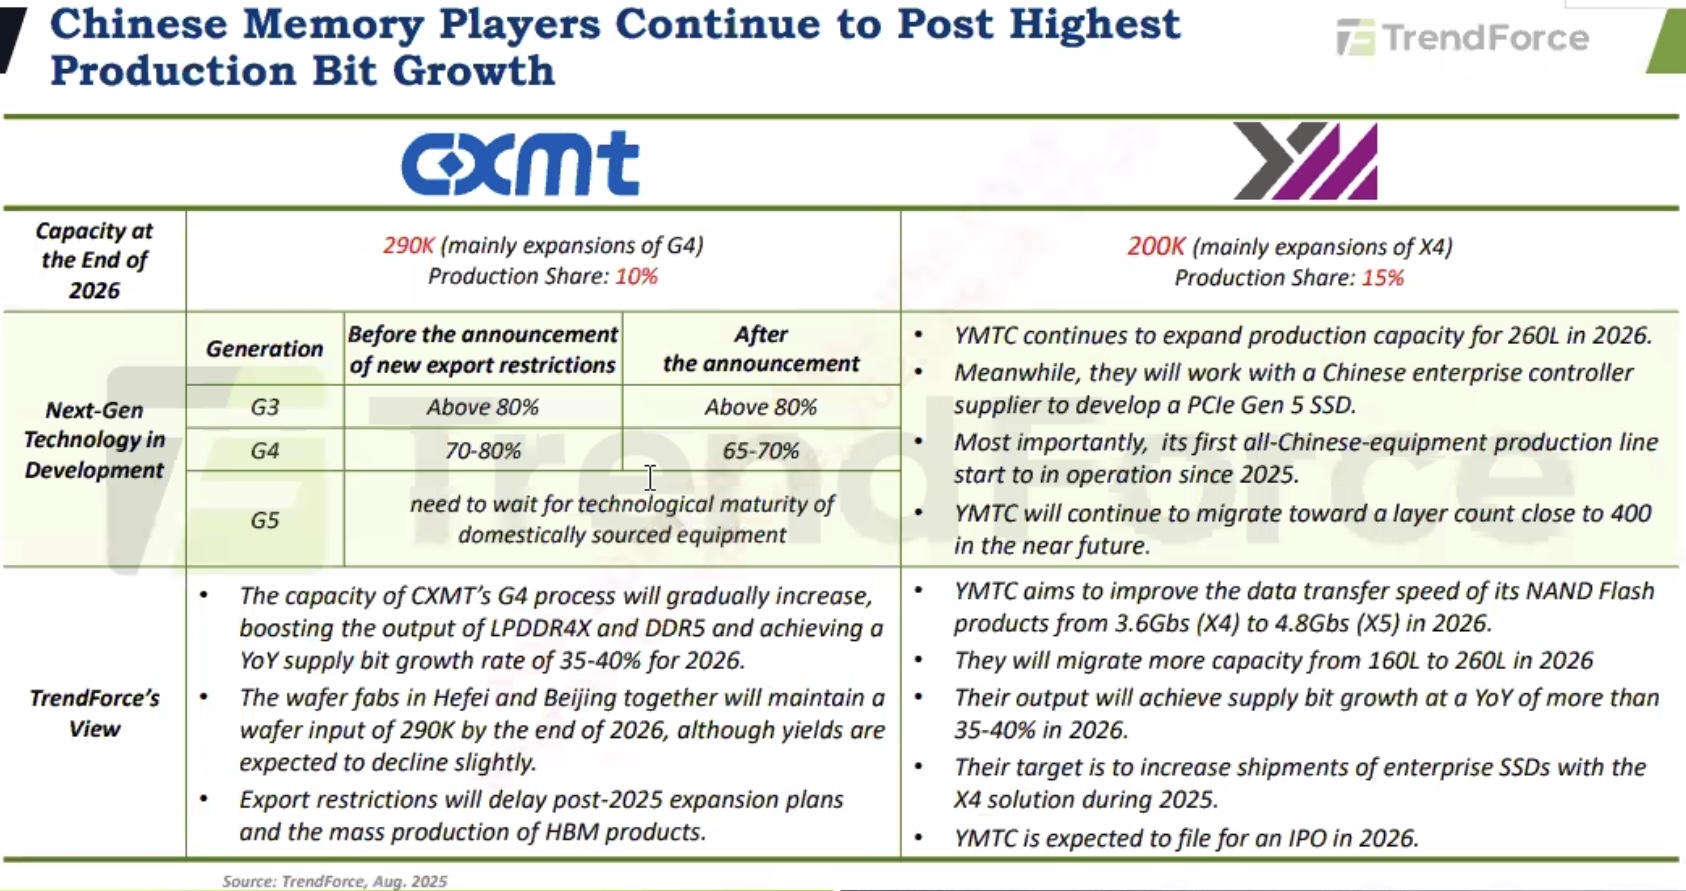 Chinese Memory Players Continue to Post Highest
Production Bit Growth
TrendForce
cxmt
Capacity at
the End of
2026
290K (mainly expansions of G4)
Production Share: 10%
200K (mainly expansions of X4)
Production Share: 15%
Next-Gen
Technology in
Development
Generation
Before the announcement
of new export restrictions
After
the announcement
G3
Above 80%
Above 80%
G4
70-80%
65-70%
G5
need to wait for technological maturity of
domestically sourced equipment
• YMTC continues to expand production capacity for 260L in 2026.
• Meanwhile, they will work with a Chinese enterprise controller
supplier to develop a PCIe Gen 5 SSD.
• Most importantly, its first all-Chinese-equipment production line
start to in operation since 2025.
• YMTC will continue to migrate toward a layer count close to 400
in the near future.
TrendForce
TrendForce's
View
• The capacity of CXMT's G4 process will gradually increase,
boosting the output of LPDDR4X and DDR5 and achieving a
YoY supply bit growth rate of 35-40% for 2026.
• The wafer fabs in Hefei and Beijing together will maintain a
wafer input of 290K by the end of 2026, although yields are
expected to decline slightly.
• Export restrictions will delay post-2025 expansion plans
and the mass production of HBM products.
• YMTC aims to improve the data transfer speed of its NAND Flash
products from 3.6Gbs (X4) to 4.8Gbs (X5) in 2026.
• They will migrate more capacity from 160L to 260L in 2026
• Their output will achieve supply bit growth at a YoY of more than
35-40% in 2026.
• Their target is to increase shipments of enterprise SSDs with the
X4 solution during 2025.
• YMTC is expected to file for an IPO in 2026.
Source: TrendForce, Aug. 2025